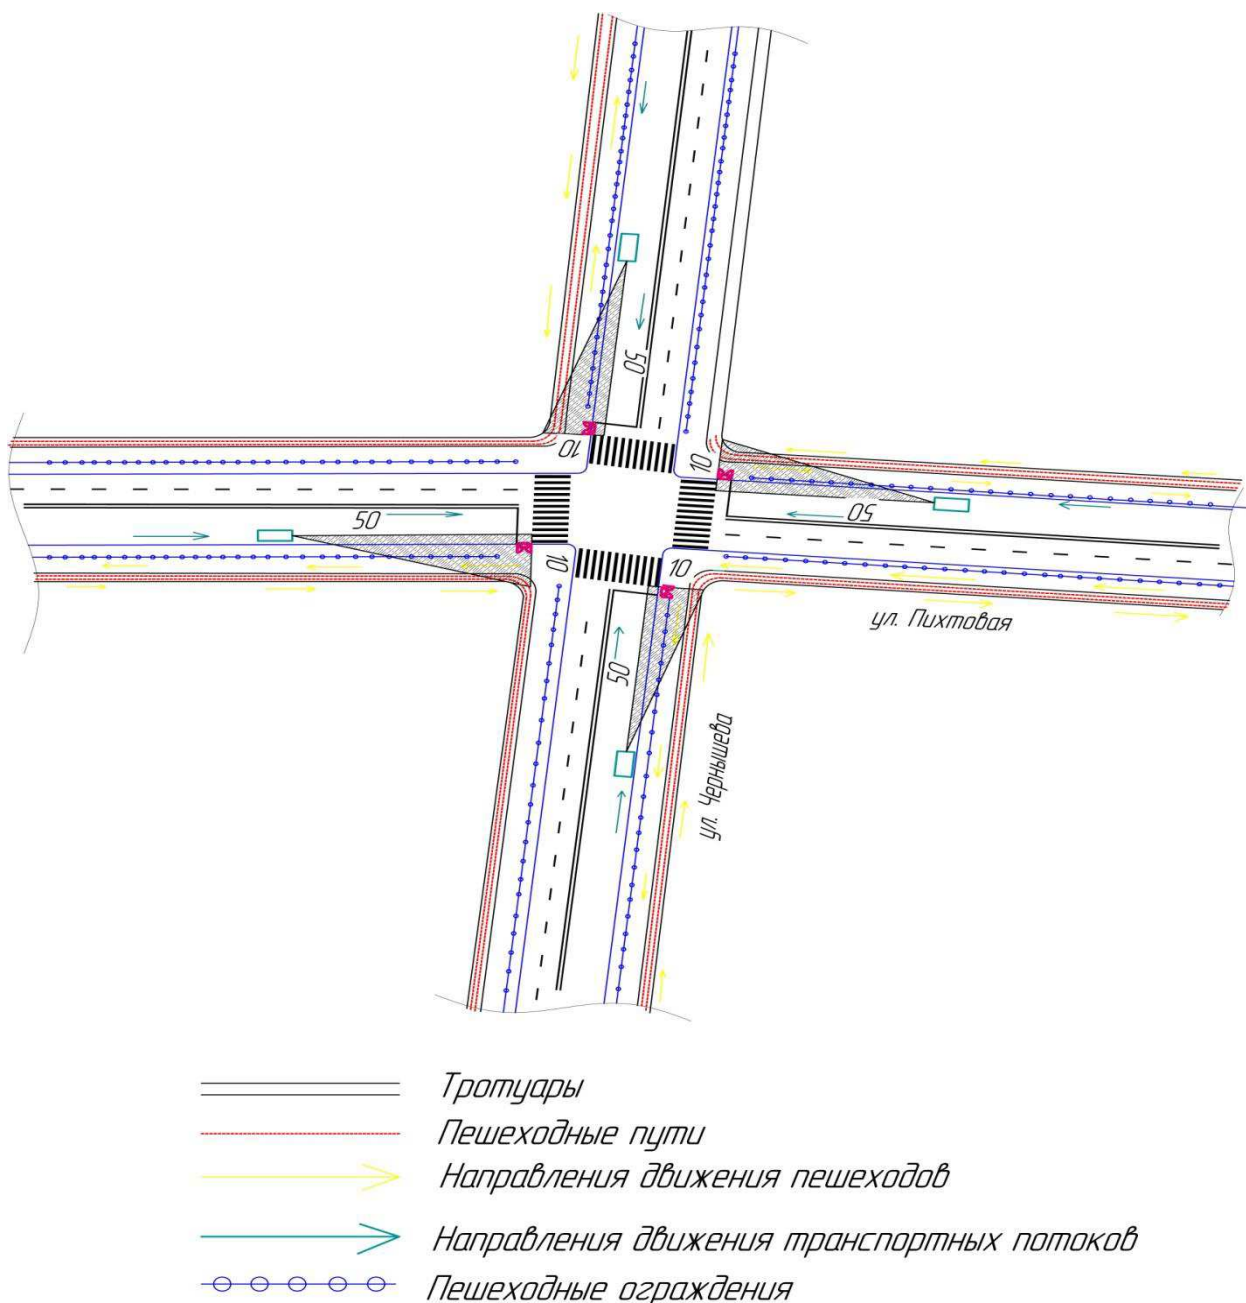 50
10
10
50
50
10
10
50
ул. Пихтовая
ул. Чернышева
Тротуары
Пешеходные пути
Направления движения пешеходов
Направления движения транспортных потоков
Пешеходные ограждения